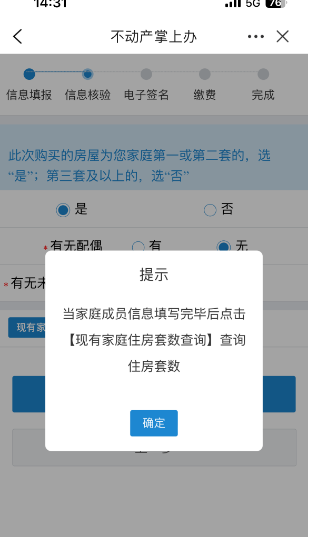 14:31
5G
76
不动产掌上办
信息填报 信息核验 电子签名 缴费 完成
此次购买的房屋为您家庭第一或第二套的，选
“是”；第三套及以上的，选“否”
是 否
*有无配偶 有 无
*有无未
提示
当家庭成员信息填写完毕后点击
【现有家庭住房套数查询】查询
住房套数
现有家
确定